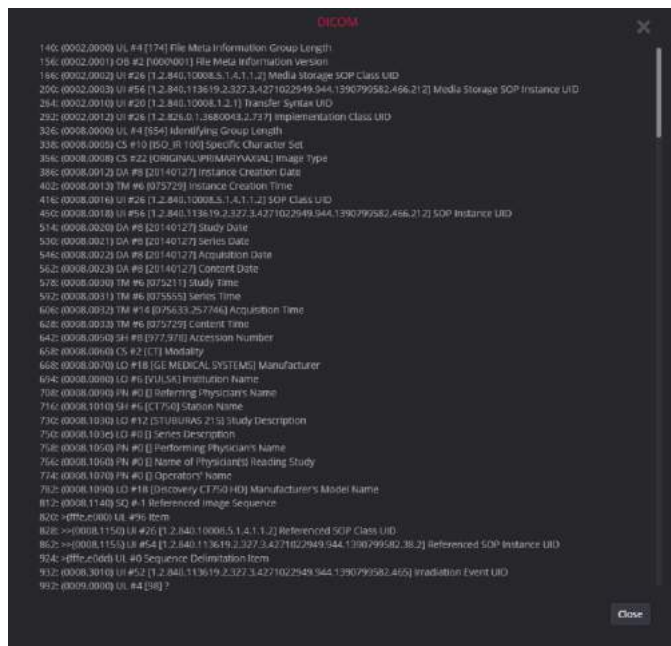 DICOM
140: (0002,0000) UL #4 [174] File Meta Information Group Length
156: (0002,0001) OB #2 [\000\001] File Meta Information Version
166: (0002,0002) UI #26 [1.2.840.10008.5.1.4.1.1.2] Media Storage SOP Class UID
200: (0002,0003) UI #56 [1.2.840.113619.2.327.3.4271022949.944.1390799582.466.212] Media Storage SOP Instance UID
264: (0002,0010) UI #20 [1.2.840.10008.1.2.1] Transfer Syntax UID
292: (0002,0012) UI #26 [1.2.826.0.1.3680043.2.737] Implementation Class UID
326: (0008,0000) UL #4 [654] Identifying Group Length
338: (0008,0005) CS #10 [ISO_IR 100] Specific Character Set
356: (0008,0008) CS #22 [ORIGINAL\PRIMARY\AXIAL] Image Type
386: (0008,0012) DA #8 [20140127] Instance Creation Date
402: (0008,0013) TM #6 [075729] Instance Creation Time
416: (0008,0016) UI #26 [1.2.840.10008.5.1.4.1.1.2] SOP Class UID
450: (0008,0018) UI #56 [1.2.840.113619.2.327.3.4271022949.944.1390799582.466.212] SOP Instance UID
514: (0008,0020) DA #8 [20140127] Study Date
530: (0008,0021) DA #8 [20140127] Series Date
546: (0008,0022) DA #8 [20140127] Acquisition Date
562: (0008,0023) DA #8 [20140127] Content Date
578: (0008,0030) TM #6 [075211] Study Time
592: (0008,0031) TM #6 [075555] Series Time
606: (0008,0032) TM #14 [075633.257746] Acquisition Time
628: (0008,0033) TM #6 [075729] Content Time
642: (0008,0050) SH #8 [977,978] Accession Number
658: (0008,0060) CS #2 [CT] Modality
668: (0008,0070) LO #18 [GE MEDICAL SYSTEMS] Manufacturer
694: (0008,0080) LO #6 [VULSK] Institution Name
708: (0008,0090) PN #0 [] Referring Physician's Name
716: (0008,1010) SH #6 [CT750] Station Name
730: (0008,1030) LO #12 [STUBURAS 215] Study Description
750: (0008,103e) LO #0 [] Series Description
758: (0008,1050) PN #0 [] Performing Physician's Name
766: (0008,1060) PN #0 [] Name of Physician(s) Reading Study
774: (0008,1070) PN #0 [] Operators' Name
782: (0008,1090) LO #18 [Discovery CT750 HD] Manufacturer's Model Name
812: (0008,1140) SQ #-1 Referenced Image Sequence
820: >(fffe,e000) UL #96 Item
828: >>(0008,1150) UI #26 [1.2.840.10008.5.1.4.1.1.2] Referenced SOP Class UID
862: >>(0008,1155) UI #54 [1.2.840.113619.2.327.3.4271022949.944.1390799582.38.2] Referenced SOP Instance UID
924: >(fffe,e0dd) UL #0 Sequence Delimitation Item
932: (0008,3010) UI #52 [1.2.840.113619.2.327.3.4271022949.944.1390799582.465] Irradiation Event UID
992: (0009,0000) UL #4 [98] ?
Close